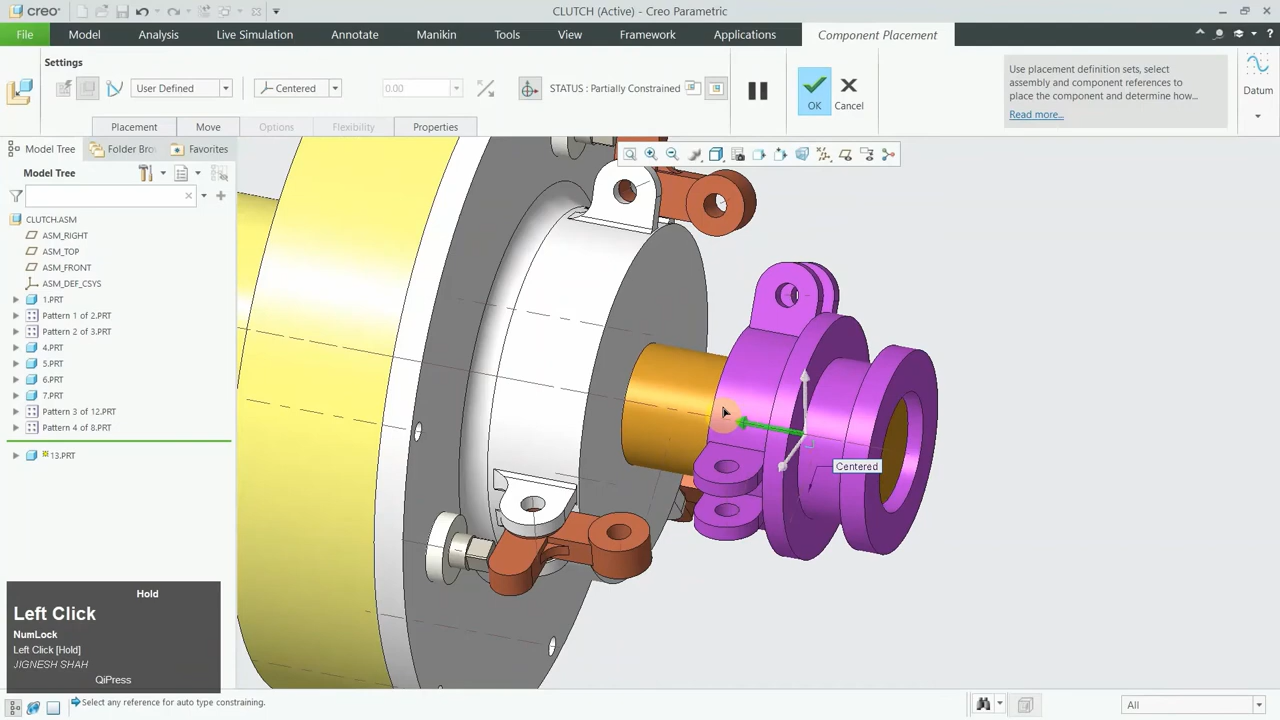 creo
CLUTCH (Active) - Creo Parametric
File
Model
Analysis
Live Simulation
Annotate
Manikin
Tools
View
Framework
Applications
Component Placement
Settings
User Defined
Centered
0.00
STATUS : Partially Constrained
OK
Cancel
Use placement definition sets, select
assembly and component references to
place the component and determine how...
Read more...
Datum
Placement
Move
Options
Flexibility
Properties
Model Tree
Folder Bro
Favorites
Model Tree
CLUTCH.ASM
ASM_RIGHT
ASM_TOP
ASM_FRONT
ASM_DEF_CSYS
1.PRT
Pattern 1 of 2.PRT
Pattern 2 of 3.PRT
4.PRT
5.PRT
6.PRT
7.PRT
Pattern 3 of 12.PRT
Pattern 4 of 8.PRT
13.PRT
Centered
Hold
Left Click
NumLock
Left Click [Hold]
JIGNESH SHAH
QiPress
Select any reference for auto type constraining.
All